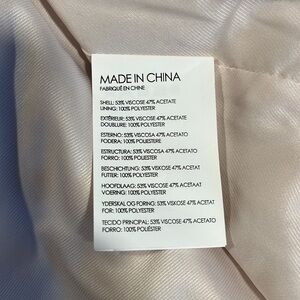 MADE IN CHINA
FABRIQUÉ EN CHINE
SHELL: 53% VISCOSE 47% ACETATE
LINING: 100% POLYESTER
EXTÉRIEUR: 53% VISCOSE 47% ACETATE
DOUBLURE: 100% POLYESTER
ESTERNO: 53% VISCOSA 47% ACETATO
FODERA: 100% POLIESTERE
ESTRUCTURA: 53% VISCOSA 47% ACETATO
FORRO: 100% POLIESTER
BESCHICHTUNG: 53% VISKOSE 47% ACETAT
FUTTER: 100% POLYESTER
HOOFDLAAG: 53% VISCOSE 47% ACETAAT
VOERING: 100% POLYESTER
YDERSKAL OG FORING: 53% VISKOSE 47% ACETAT
FOR: 100% POLYESTER
TECIDO PRINCIPAL: 53% VISCOSE 47% ACETATO
FORRO: 100% POLIÉSTER